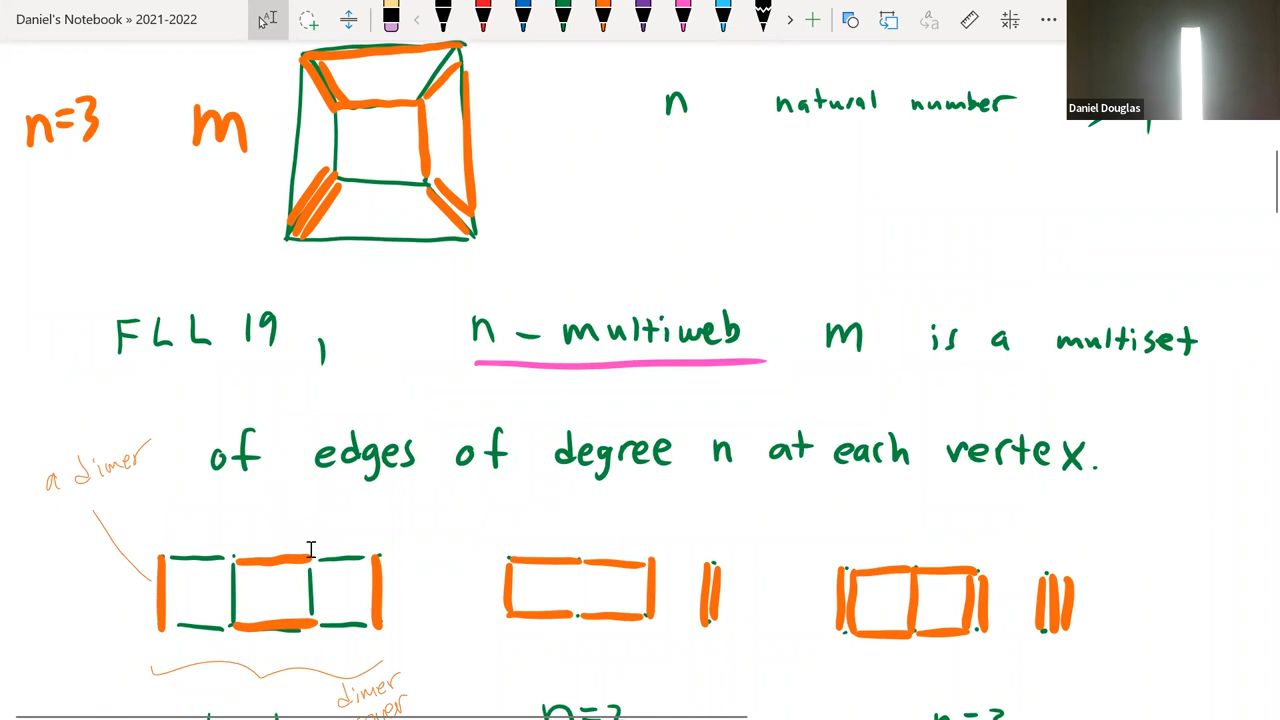 Daniel's Notebook » 2021-2022
Daniel Douglas
n=3 m
n natural number
FLL 19, n-multiweb m is a multiset
of edges of degree n at each vertex.
a dimer
dimer